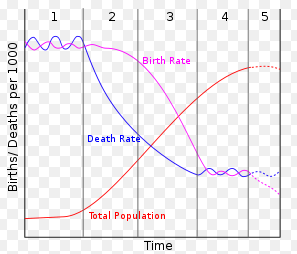 1 2 3 4 5
Birth Rate
Death Rate
Total Population
Births/ Deaths per 1000
Time